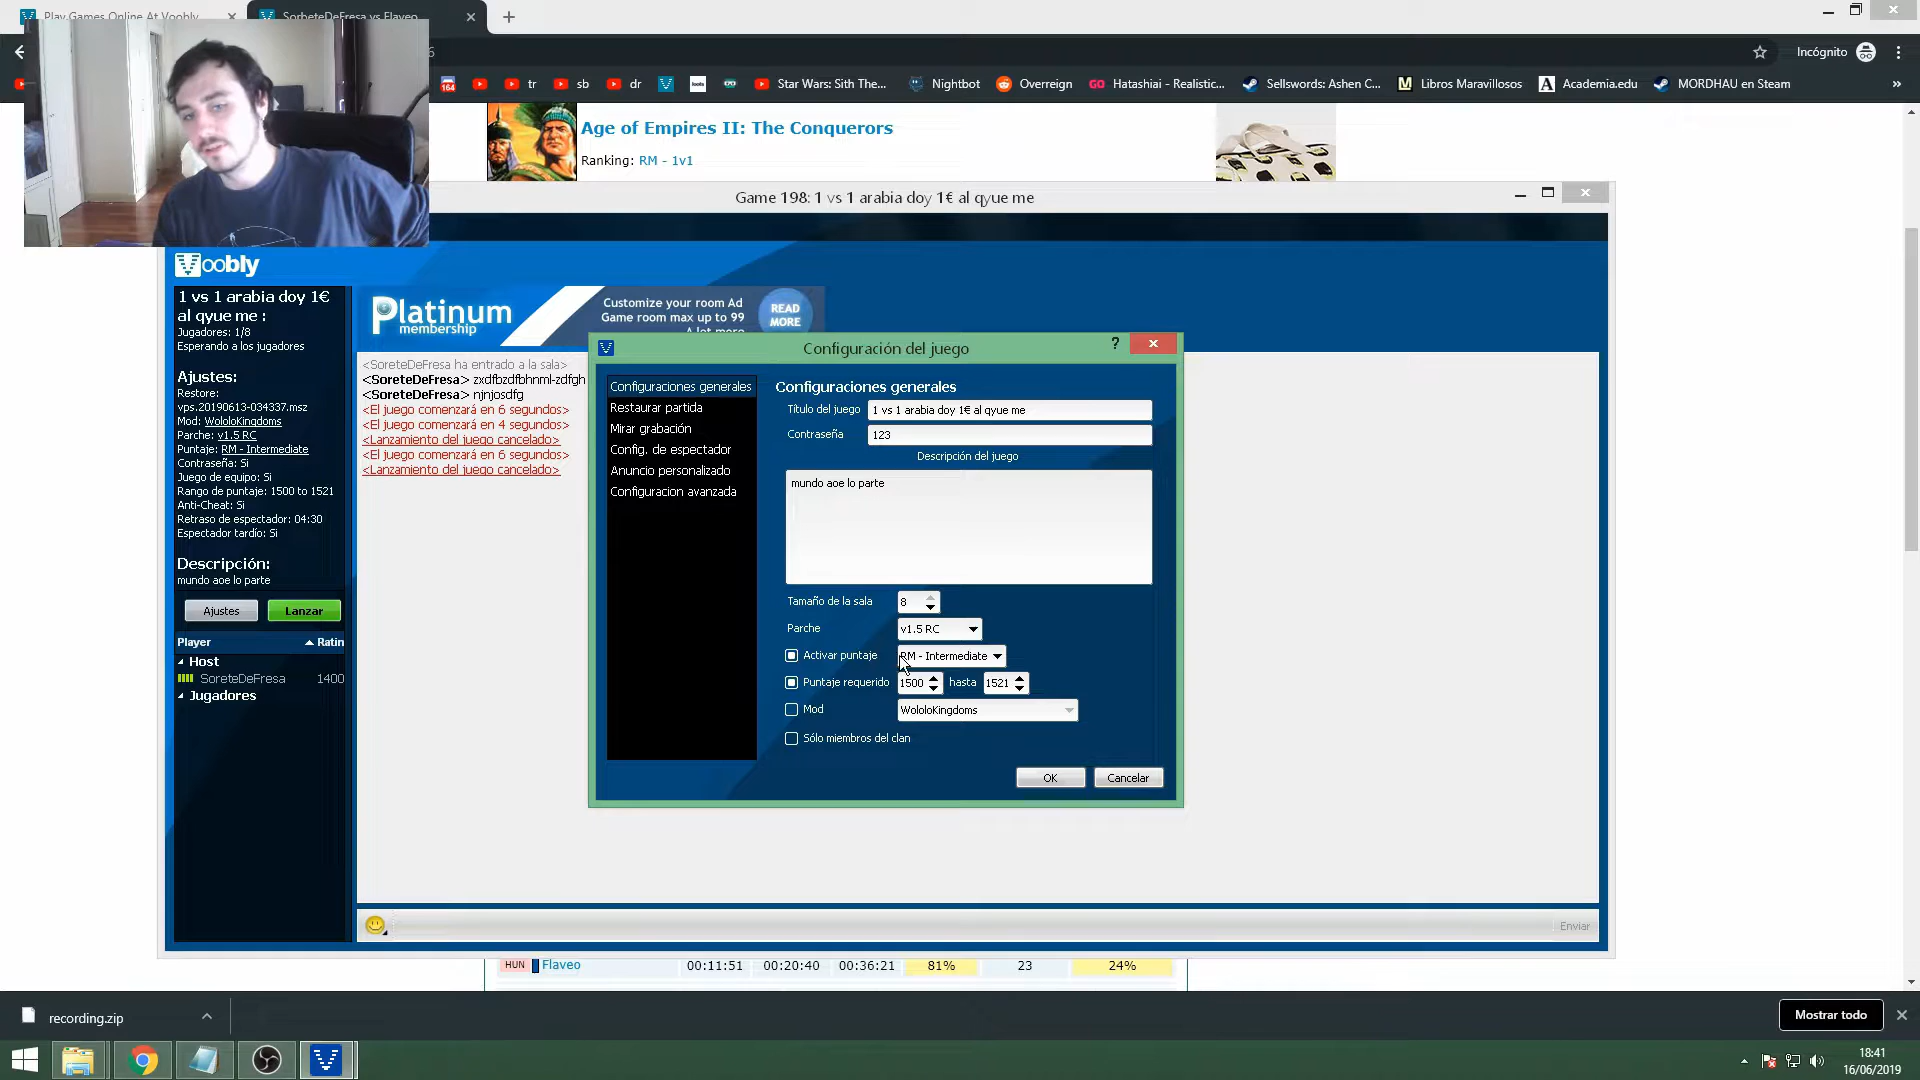 Play Games Online At Voobly
SorbeteDeFresa vs Flaveo
Incógnito
164
tr
sb
dr
Star Wars: Sith The...
Nightbot
Overreign
GO Hatashiai - Realistic...
Sellswords: Ashen C...
Libros Maravillosos
Academia.edu
MORDHAU en Steam
»
Age of Empires II: The Conquerors
Ranking: RM - 1v1
Game 198: 1 vs 1 arabia doy 1€ al qyue me
Voobly
1 vs 1 arabia doy 1€
al qyue me :
Jugadores: 1/8
Esperando a los jugadores
Ajustes:
Restore:
vps.20190613-034337.msz
Mod: WololoKingdoms
Parche: v1.5 RC
Puntaje: RM - Intermediate
Contraseña: Si
Juego de equipo: Si
Rango de puntaje: 1500 to 1521
Anti-Cheat: Si
Retraso de espectador: 04:30
Espectador tardío: Si
Descripción:
mundo aoe lo parte
Ajustes
Lanzar
Player
Ratin
Host
SoreteDeFresa 1400
Jugadores
Platinum
membership
Customize your room Ad
Game room max up to 99
A lot more
READ
MORE
<SoreteDeFresa ha entrado a la sala>
<SoreteDeFresa> zxdfbzdfbhnml-zdfgh
<SoreteDeFresa> njnjosdfg
<El juego comenzará en 6 segundos>
<El juego comenzará en 4 segundos>
<Lanzamiento del juego cancelado>
<El juego comenzará en 6 segundos>
<Lanzamiento del juego cancelado>
Configuración del juego
?
Configuraciones generales
Restaurar partida
Mirar grabación
Config. de espectador
Anuncio personalizado
Configuracion avanzada
Configuraciones generales
Título del juego 1 vs 1 arabia doy 1€ al qyue me
Contraseña 123
Descripción del juego
mundo aoe lo parte
Tamaño de la sala 8
Parche v1.5 RC
Activar puntaje RM - Intermediate
Puntaje requerido 1500 hasta 1521
Mod WololoKingdoms
Sólo miembros del clan
OK
Cancelar
Enviar
HUN Flaveo 00:11:51 00:20:40 00:36:21 81% 23 24%
recording.zip
Mostrar todo
18:41
16/06/2019